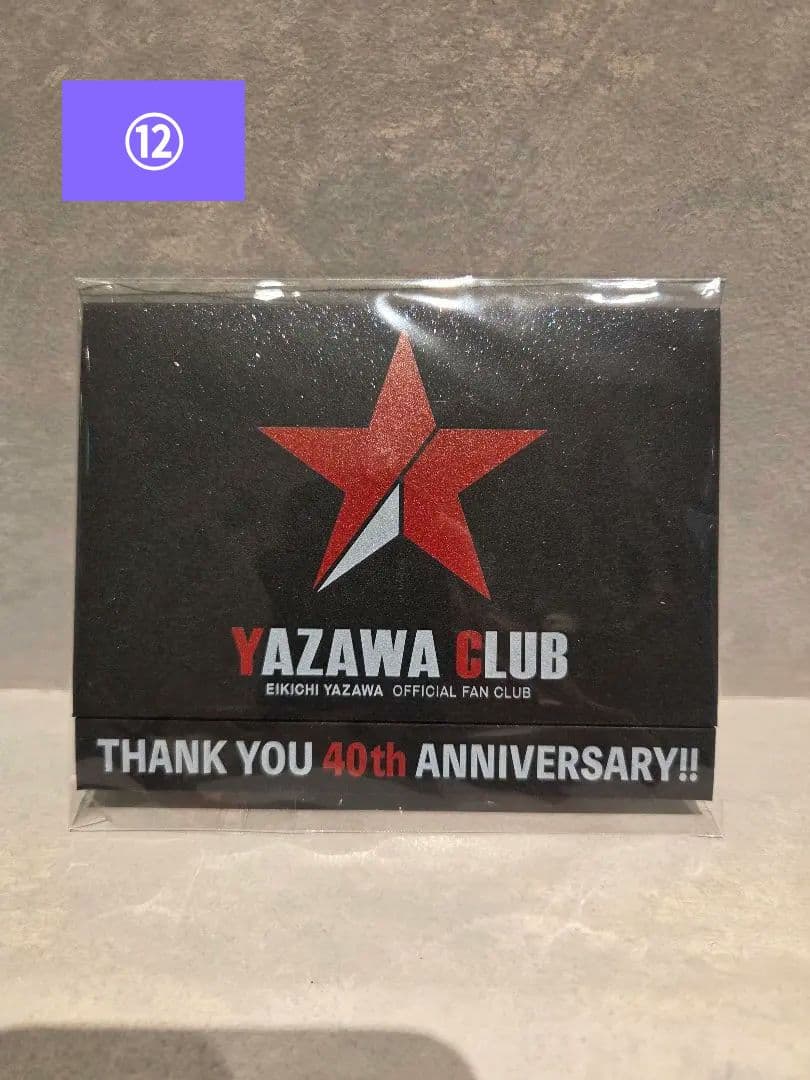 ⑫
YAZAWA CLUB
EIKICHI YAZAWA OFFICIAL FAN CLUB
THANK YOU 40th ANNIVERSARY!!